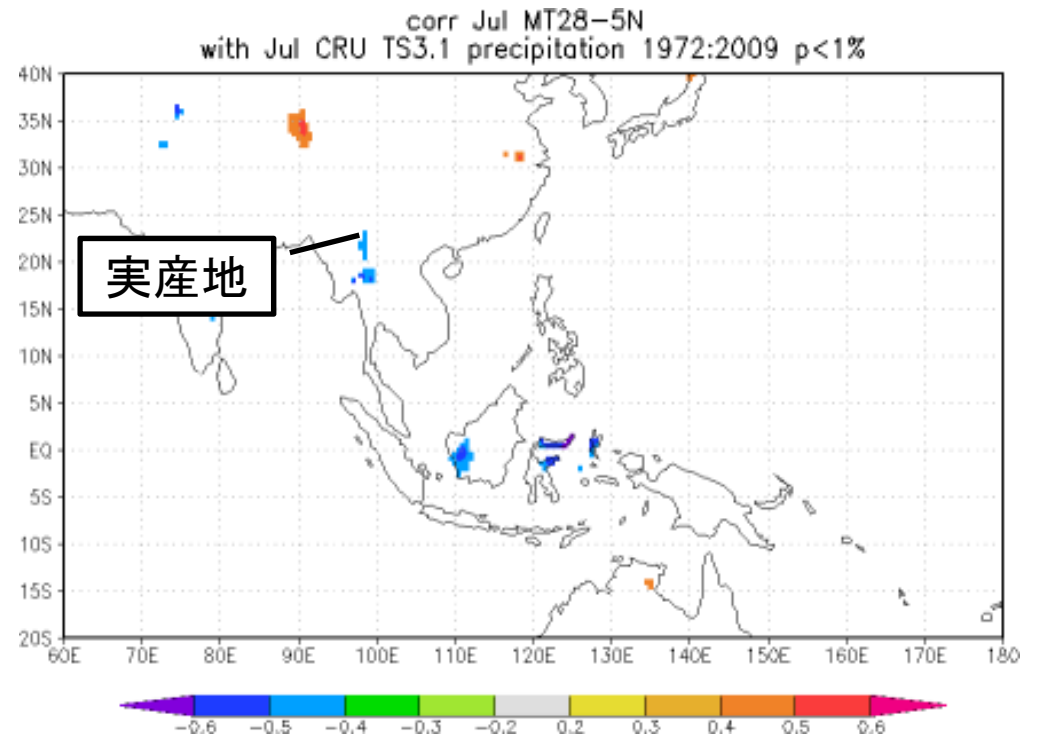 corr Jul MT28-5N
with Jul CRU TS3.1 precipitation 1972:2009 p<1%
40N
35N
30N
25N
20N
15N
10N
5N
EQ
5S
10S
15S
20S
実産地
60E 70E 80E 90E 100E 110E 120E 130E 140E 150E 160E 170E 180
-0.6 -0.5 -0.4 -0.3 -0.2 0.2 0.3 0.4 0.5 0.6